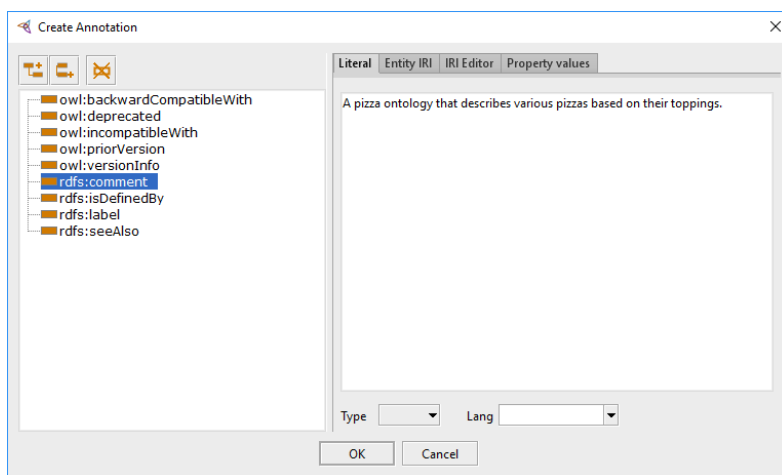 Create Annotation
owl:backwardCompatibleWith
owl:deprecated
owl:incompatibleWith
owl:priorVersion
owl:versionInfo
rdfs:comment
rdfs:isDefinedBy
rdfs:label
rdfs:seeAlso
Literal Entity IRI IRI Editor Property values
A pizza ontology that describes various pizzas based on their toppings.
Type Lang
OK Cancel